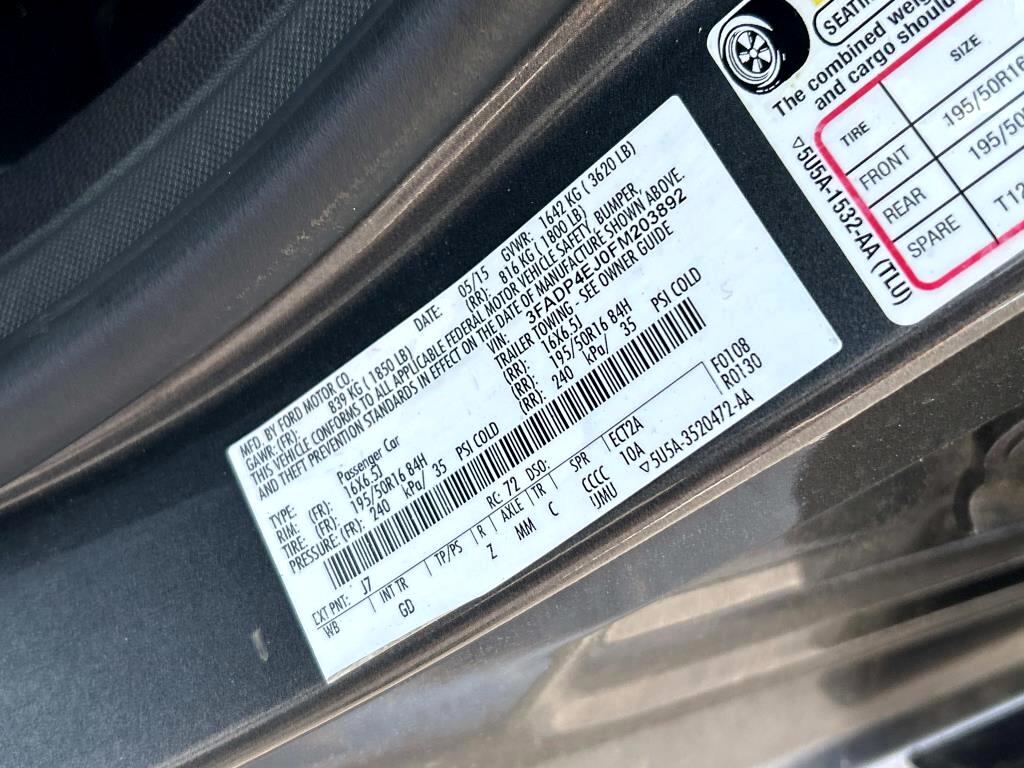 MFD. BY FORD MOTOR CO.
DATE: 05/15 GVWR: 1642 KG ( 3620 LB)
GAWR: (FR): 839 KG ( 1850 LB) (RR): 816 KG ( 1800 LB)
THIS VEHICLE CONFORMS TO ALL APPLICABLE FEDERAL MOTOR VEHICLE SAFETY, BUMPER,
AND THEFT PREVENTION STANDARDS IN EFFECT ON THE DATE OF MANUFACTURE SHOWN ABOVE.
VIN: 3FADP4EJ0FM203892
TYPE: Passenger Car TRAILER TOWING - SEE OWNER GUIDE
RIMA: (FR): 16X6.5J (RR): 16X6.5J
TIRE: (FR): 195/50R16 84H (RR): 195/50R16 84H
PRESSURE: (FR): 240 kPa/ 35 PSI COLD (RR): 240 kPa/ 35 PSI COLD
EXT PNT: J7 RC: 72 DSO: F0108
WB INT TR TP/PS R AXLE TR SPR ECT2A R0130
GD Z MM C CCCC 10A
UMU
▽5U5A-3520472-AA
SEATIN
The combined weig
and cargo should
TIRE SIZE
FRONT 195/50R16
REAR 195/50
SPARE T12
▽5U5A-1532-AA (TLU)